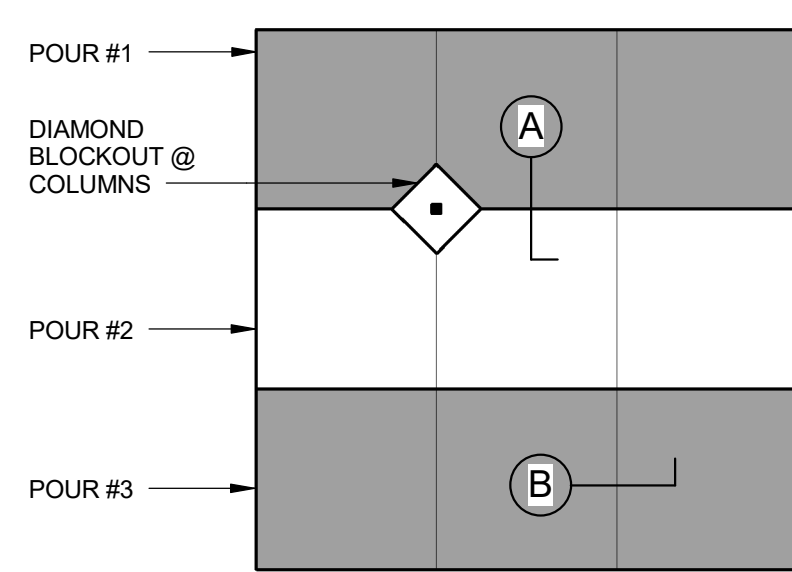 POUR #1
DIAMOND
BLOCKOUT @
COLUMNS
A
POUR #2
B
POUR #3